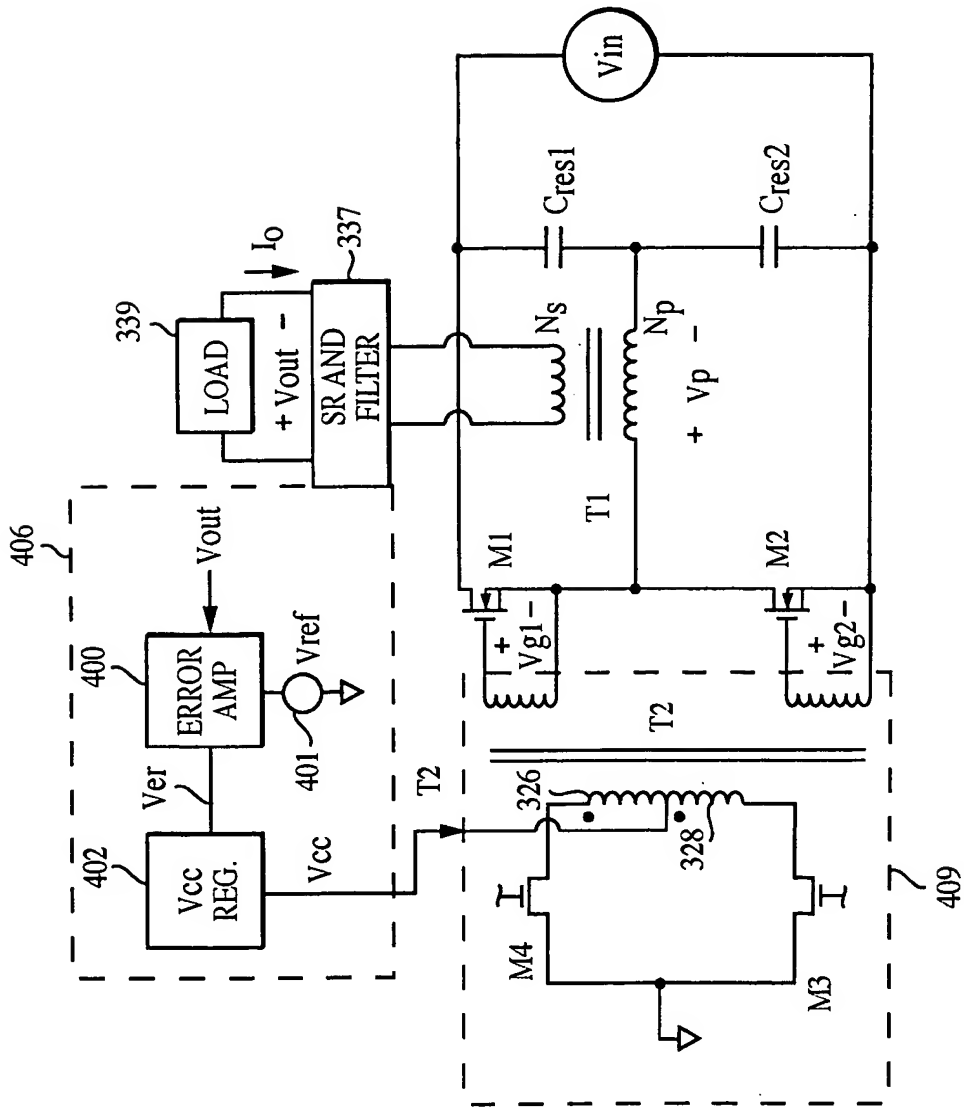 406
Vout
400
ERROR
AMP
Vref
401
Ver
402
Vcc
REG.
Vcc
T2
339
LOAD
I₀
+ Vout −
337
SR AND
FILTER
Vin
Cres1
Cres2
Ns
Np
+ Vp −
T1
M1
+
Vg1 −
M2
+
Vg2 −
T2
326
328
M4
M3
409